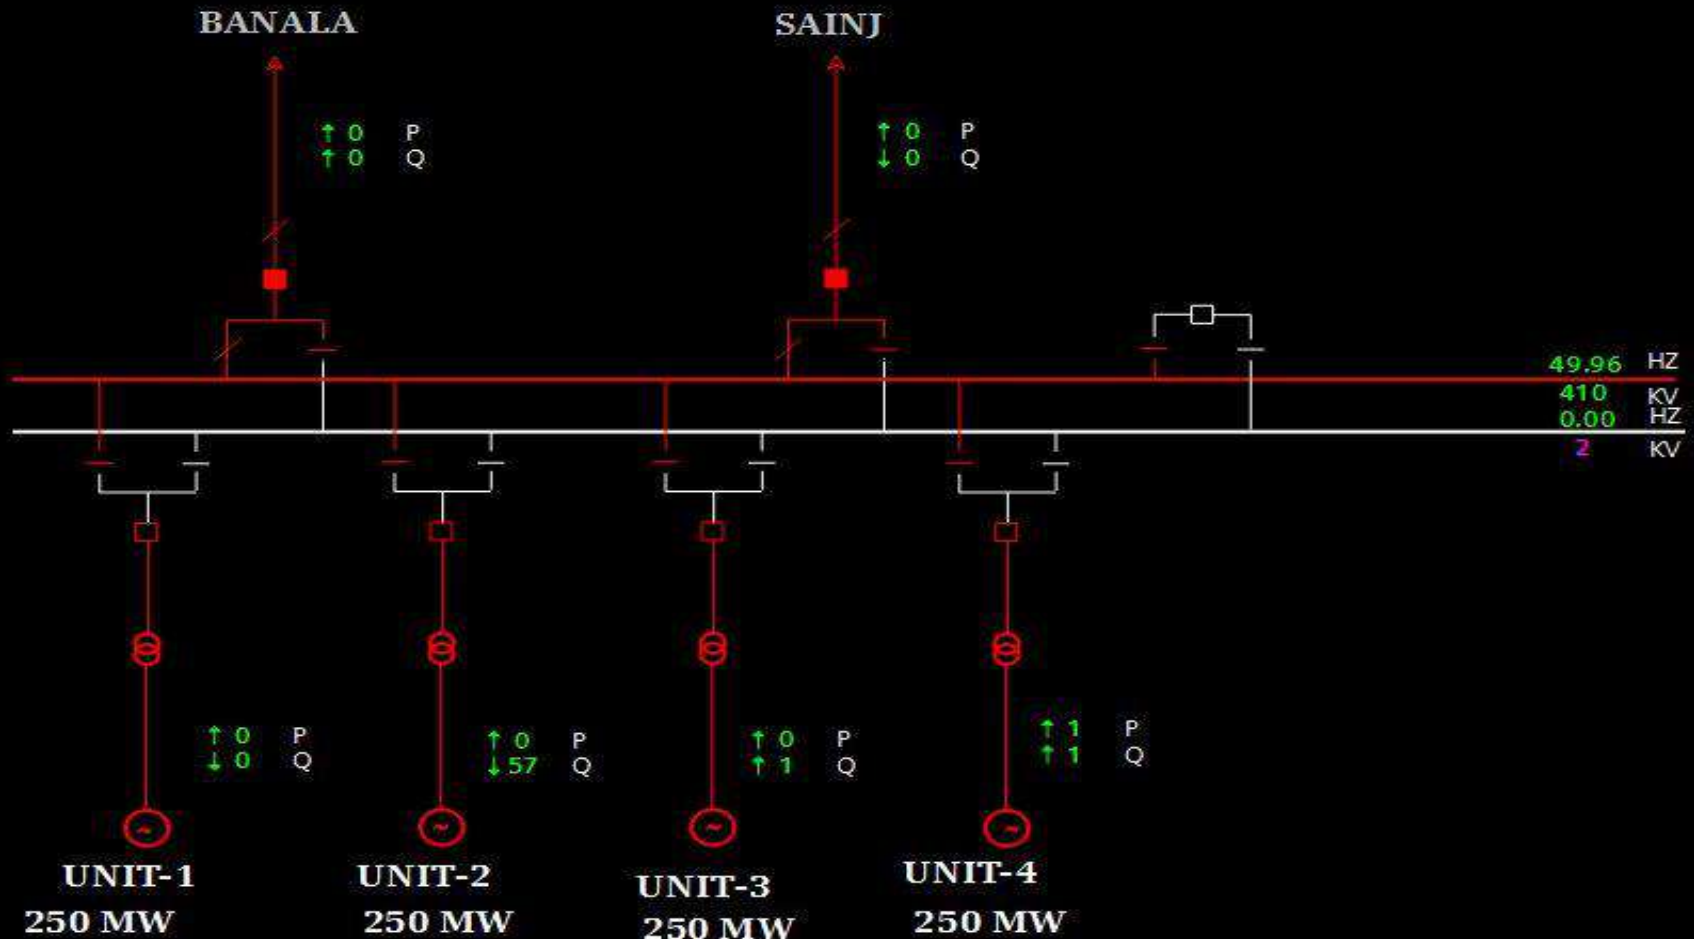 BANALA
SAINJ
↑ 0 P
↑ 0 Q
↑ 0 P
↓ 0 Q
49.96 HZ
410 KV
0.00 HZ
2 KV
↑ 0 P
↓ 0 Q
↑ 0 P
↓ 57 Q
↑ 0 P
↑ 1 Q
↑ 1 P
↑ 1 Q
~
~
~
~
UNIT-1
250 MW
UNIT-2
250 MW
UNIT-3
250 MW
UNIT-4
250 MW